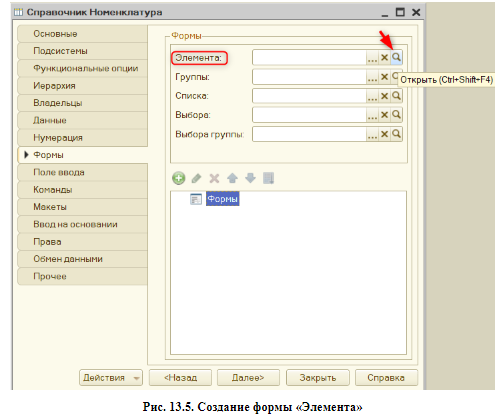 Справочник Номенклатура
Основные
Подсистемы
Функциональные опции
Иерархия
Владельцы
Данные
Нумерация
Формы
Поле ввода
Команды
Макеты
Ввод на основании
Права
Обмен данными
Прочее
Формы
Элемента:
Группы:
Списка:
Выбора:
Выбора группы:
Открыть (Ctrl+Shift+F4)
Формы
Действия
<Назад
Далее>
Закрыть
Справка
Рис. 13.5. Создание формы «Элемента»